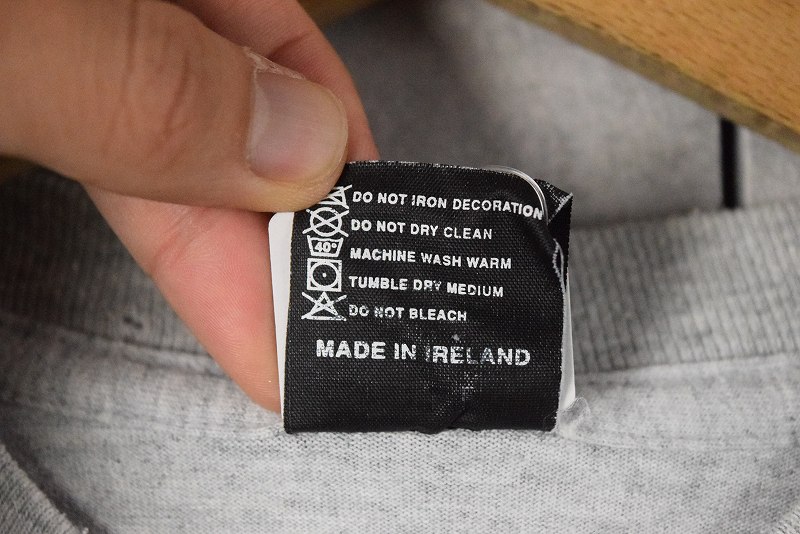 DO NOT IRON DECORATION
DO NOT DRY CLEAN
40° MACHINE WASH WARM
TUMBLE DRY MEDIUM
DO NOT BLEACH
MADE IN IRELAND